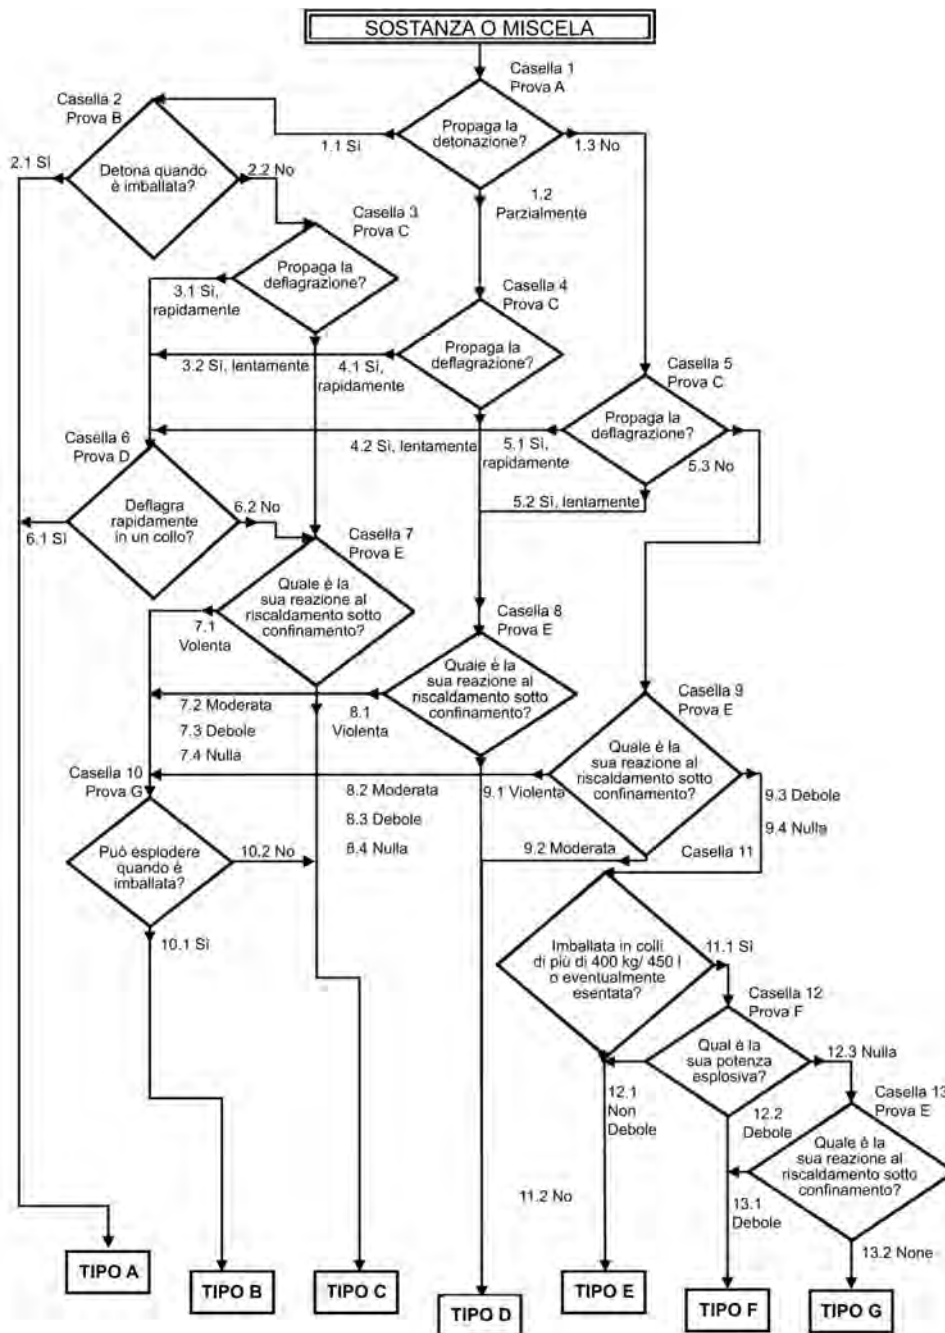 SOSTANZA O MISCELA
Casella 1
Prova A
Propaga la
detonazione?
1.1 Sì
1.3 No
1.2
Parzialmente
Casella 2
Prova B
2.1 Sì
Detona quando
è imballata?
2.2 No
Casella 3
Prova C
Propaga la
deflagrazione?
3.1 Sì,
rapidamente
3.2 Sì, lentamente
Casella 4
Prova C
Propaga la
deflagrazione?
4.1 Sì,
rapidamente
4.2 Sì, lentamente
Casella 5
Prova C
Propaga la
deflagrazione?
5.1 Sì,
rapidamente
5.3 No
5.2 Sì, lentamente
Casella 6
Prova D
Deflagra
rapidamente
in un collo?
6.1 Sì
6.2 No
Casella 7
Prova E
Quale è la
sua reazione al
riscaldamento sotto
confinamento?
7.1
Volenta
7.2 Moderata
7.3 Debole
7.4 Nulla
Casella 8
Prova E
Quale è la
sua reazione al
riscaldamento sotto
confinamento?
8.1
Violenta
8.2 Moderata
8.3 Debole
8.4 Nulla
Casella 9
Prova E
Quale è la
sua reazione al
riscaldamento sotto
confinamento?
9.1 Violenta
9.3 Debole
9.4 Nulla
9.2 Moderata
Casella 10
Prova G
Può esplodere
quando è
imballata?
10.2 No
10.1 Sì
Casella 11
Imballata in colli
di più di 400 kg/ 450 l
o eventualmente
esentata?
11.1 Sì
11.2 No
Casella 12
Prova F
Qual è la
sua potenza
esplosiva?
12.3 Nulla
12.1
Non
Debole
12.2
Debole
Casella 13
Prova E
Quale è la
sua reazione al
riscaldamento sotto
confinamento?
13.1
Debole
13.2 None
TIPO A
TIPO B
TIPO C
TIPO D
TIPO E
TIPO F
TIPO G